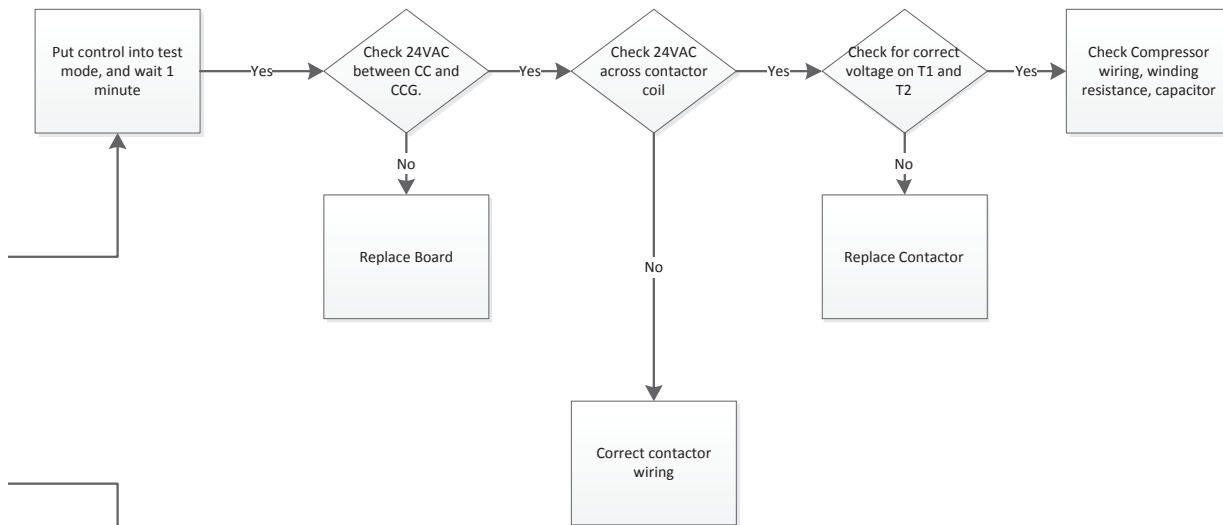 Put control into test
mode, and wait 1
minute
Yes
Check 24VAC
between CC and
CCG.
Yes
Check 24VAC
across contactor
coil
Yes
Check for correct
voltage on T1 and
T2
Yes
Check Compressor
wiring, winding
resistance, capacitor
No
Replace Board
No
Correct contactor
wiring
No
Replace Contactor